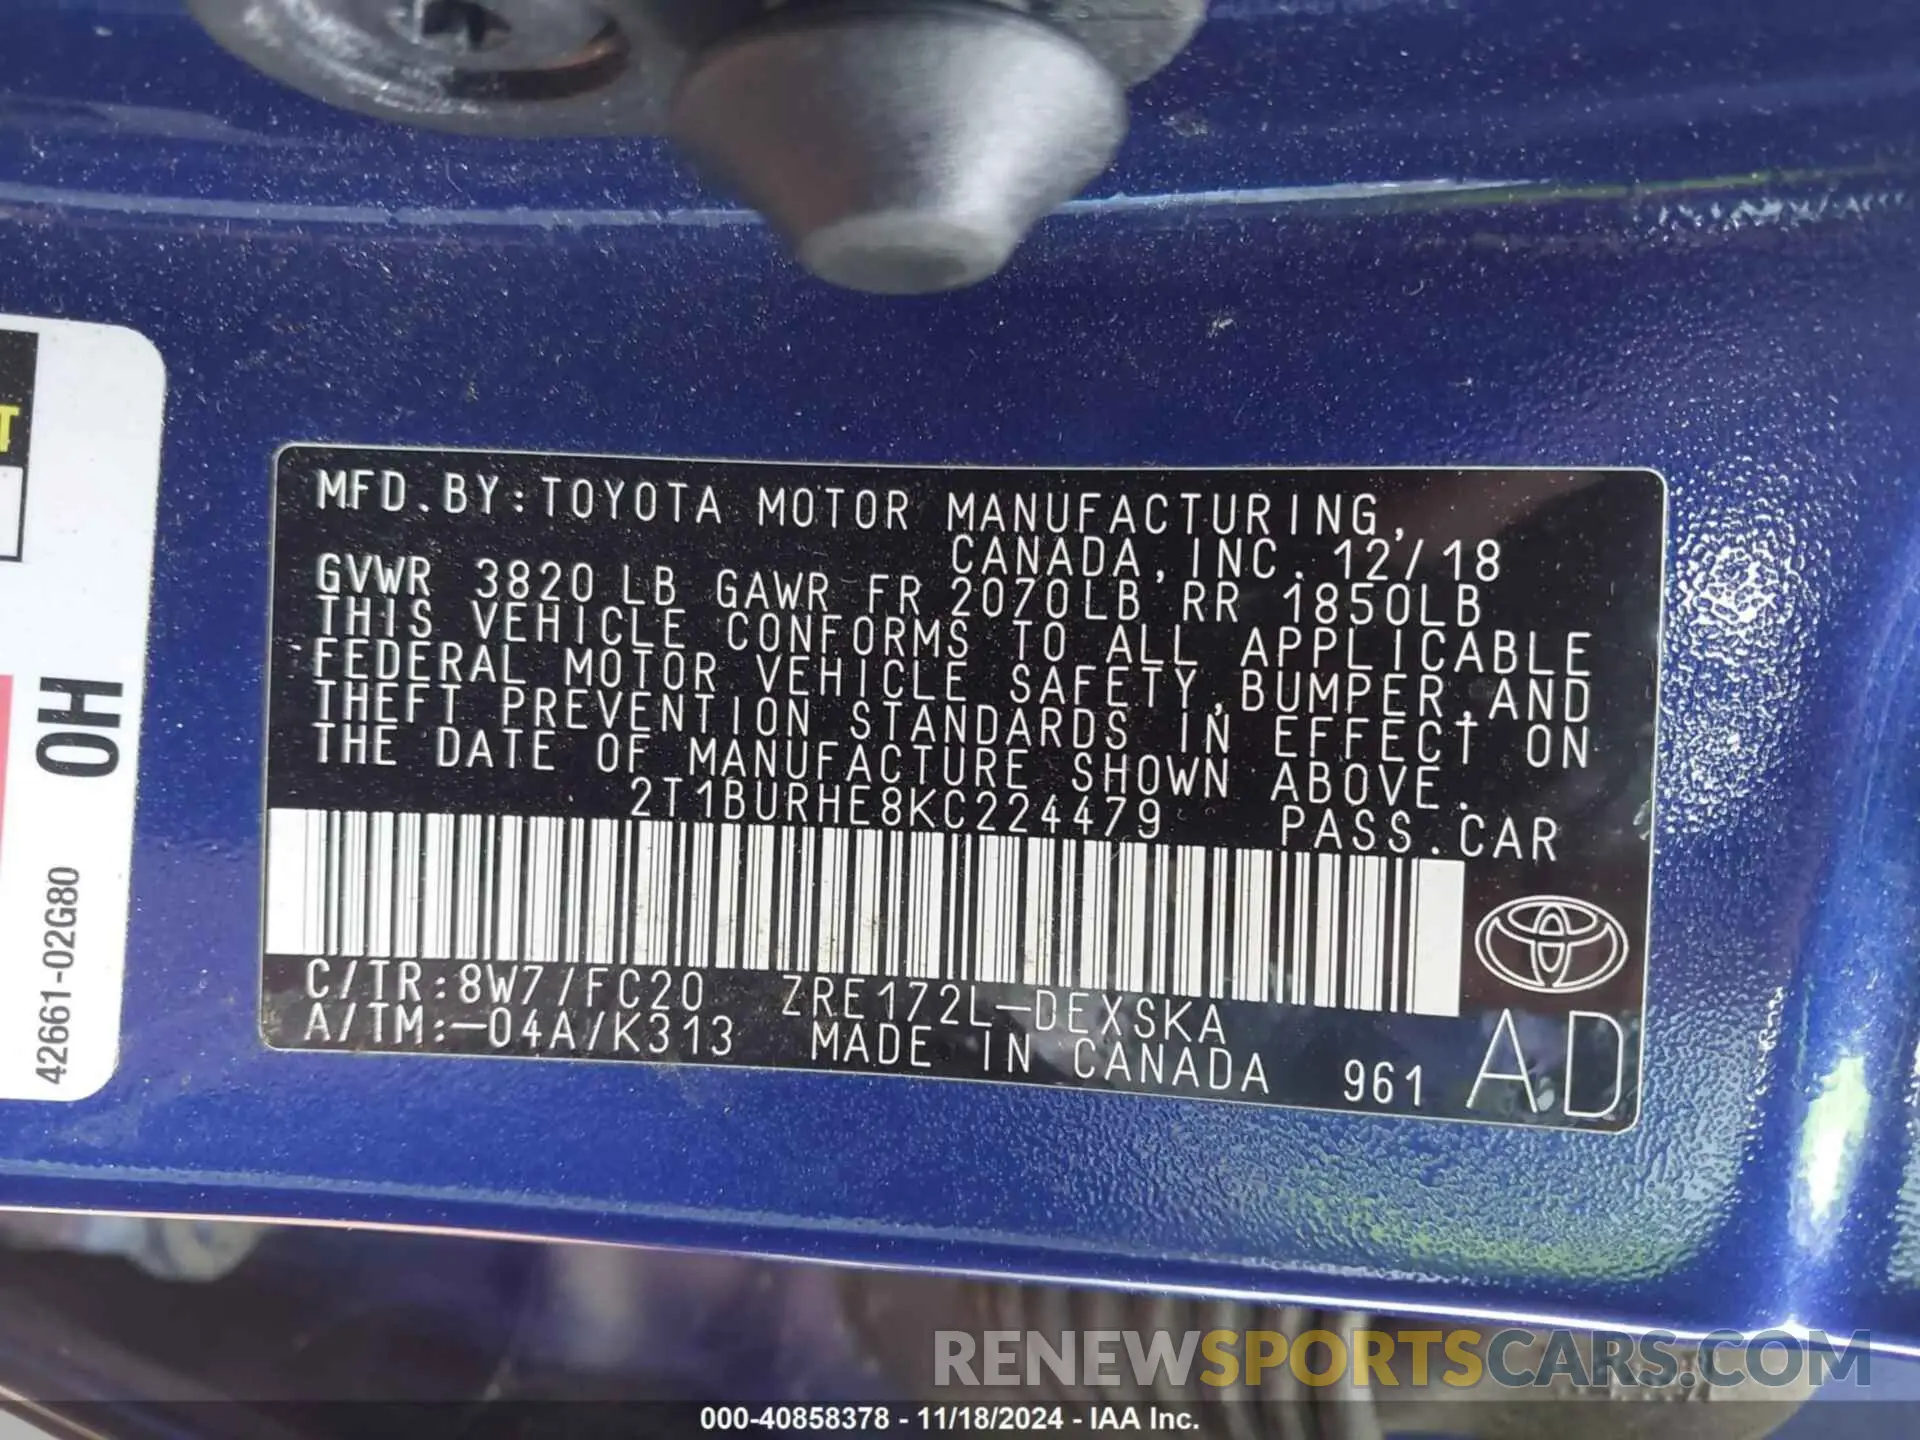 MFD.BY:TOYOTA MOTOR MANUFACTURING,
CANADA,INC. 12/18
GVWR 3820 LB GAWR FR 2070LB RR 1850LB
THIS VEHICLE CONFORMS TO ALL APPLICABLE
FEDERAL MOTOR VEHICLE SAFETY,BUMPER,AND
THEFT PREVENTION STANDARDS IN EFFECT ON
THE DATE OF MANUFACTURE SHOWN ABOVE.
2T1BURHE8KC224479 PASS.CAR
C/TR:8W7/FC20 ZRE172L-DEXSKA
A/TM:-04A/K313 MADE IN CANADA 961 AD
T
0H
42661-02G80
RENEWSPORTSCARS.COM
000-40858378 - 11/18/2024 - IAA Inc.